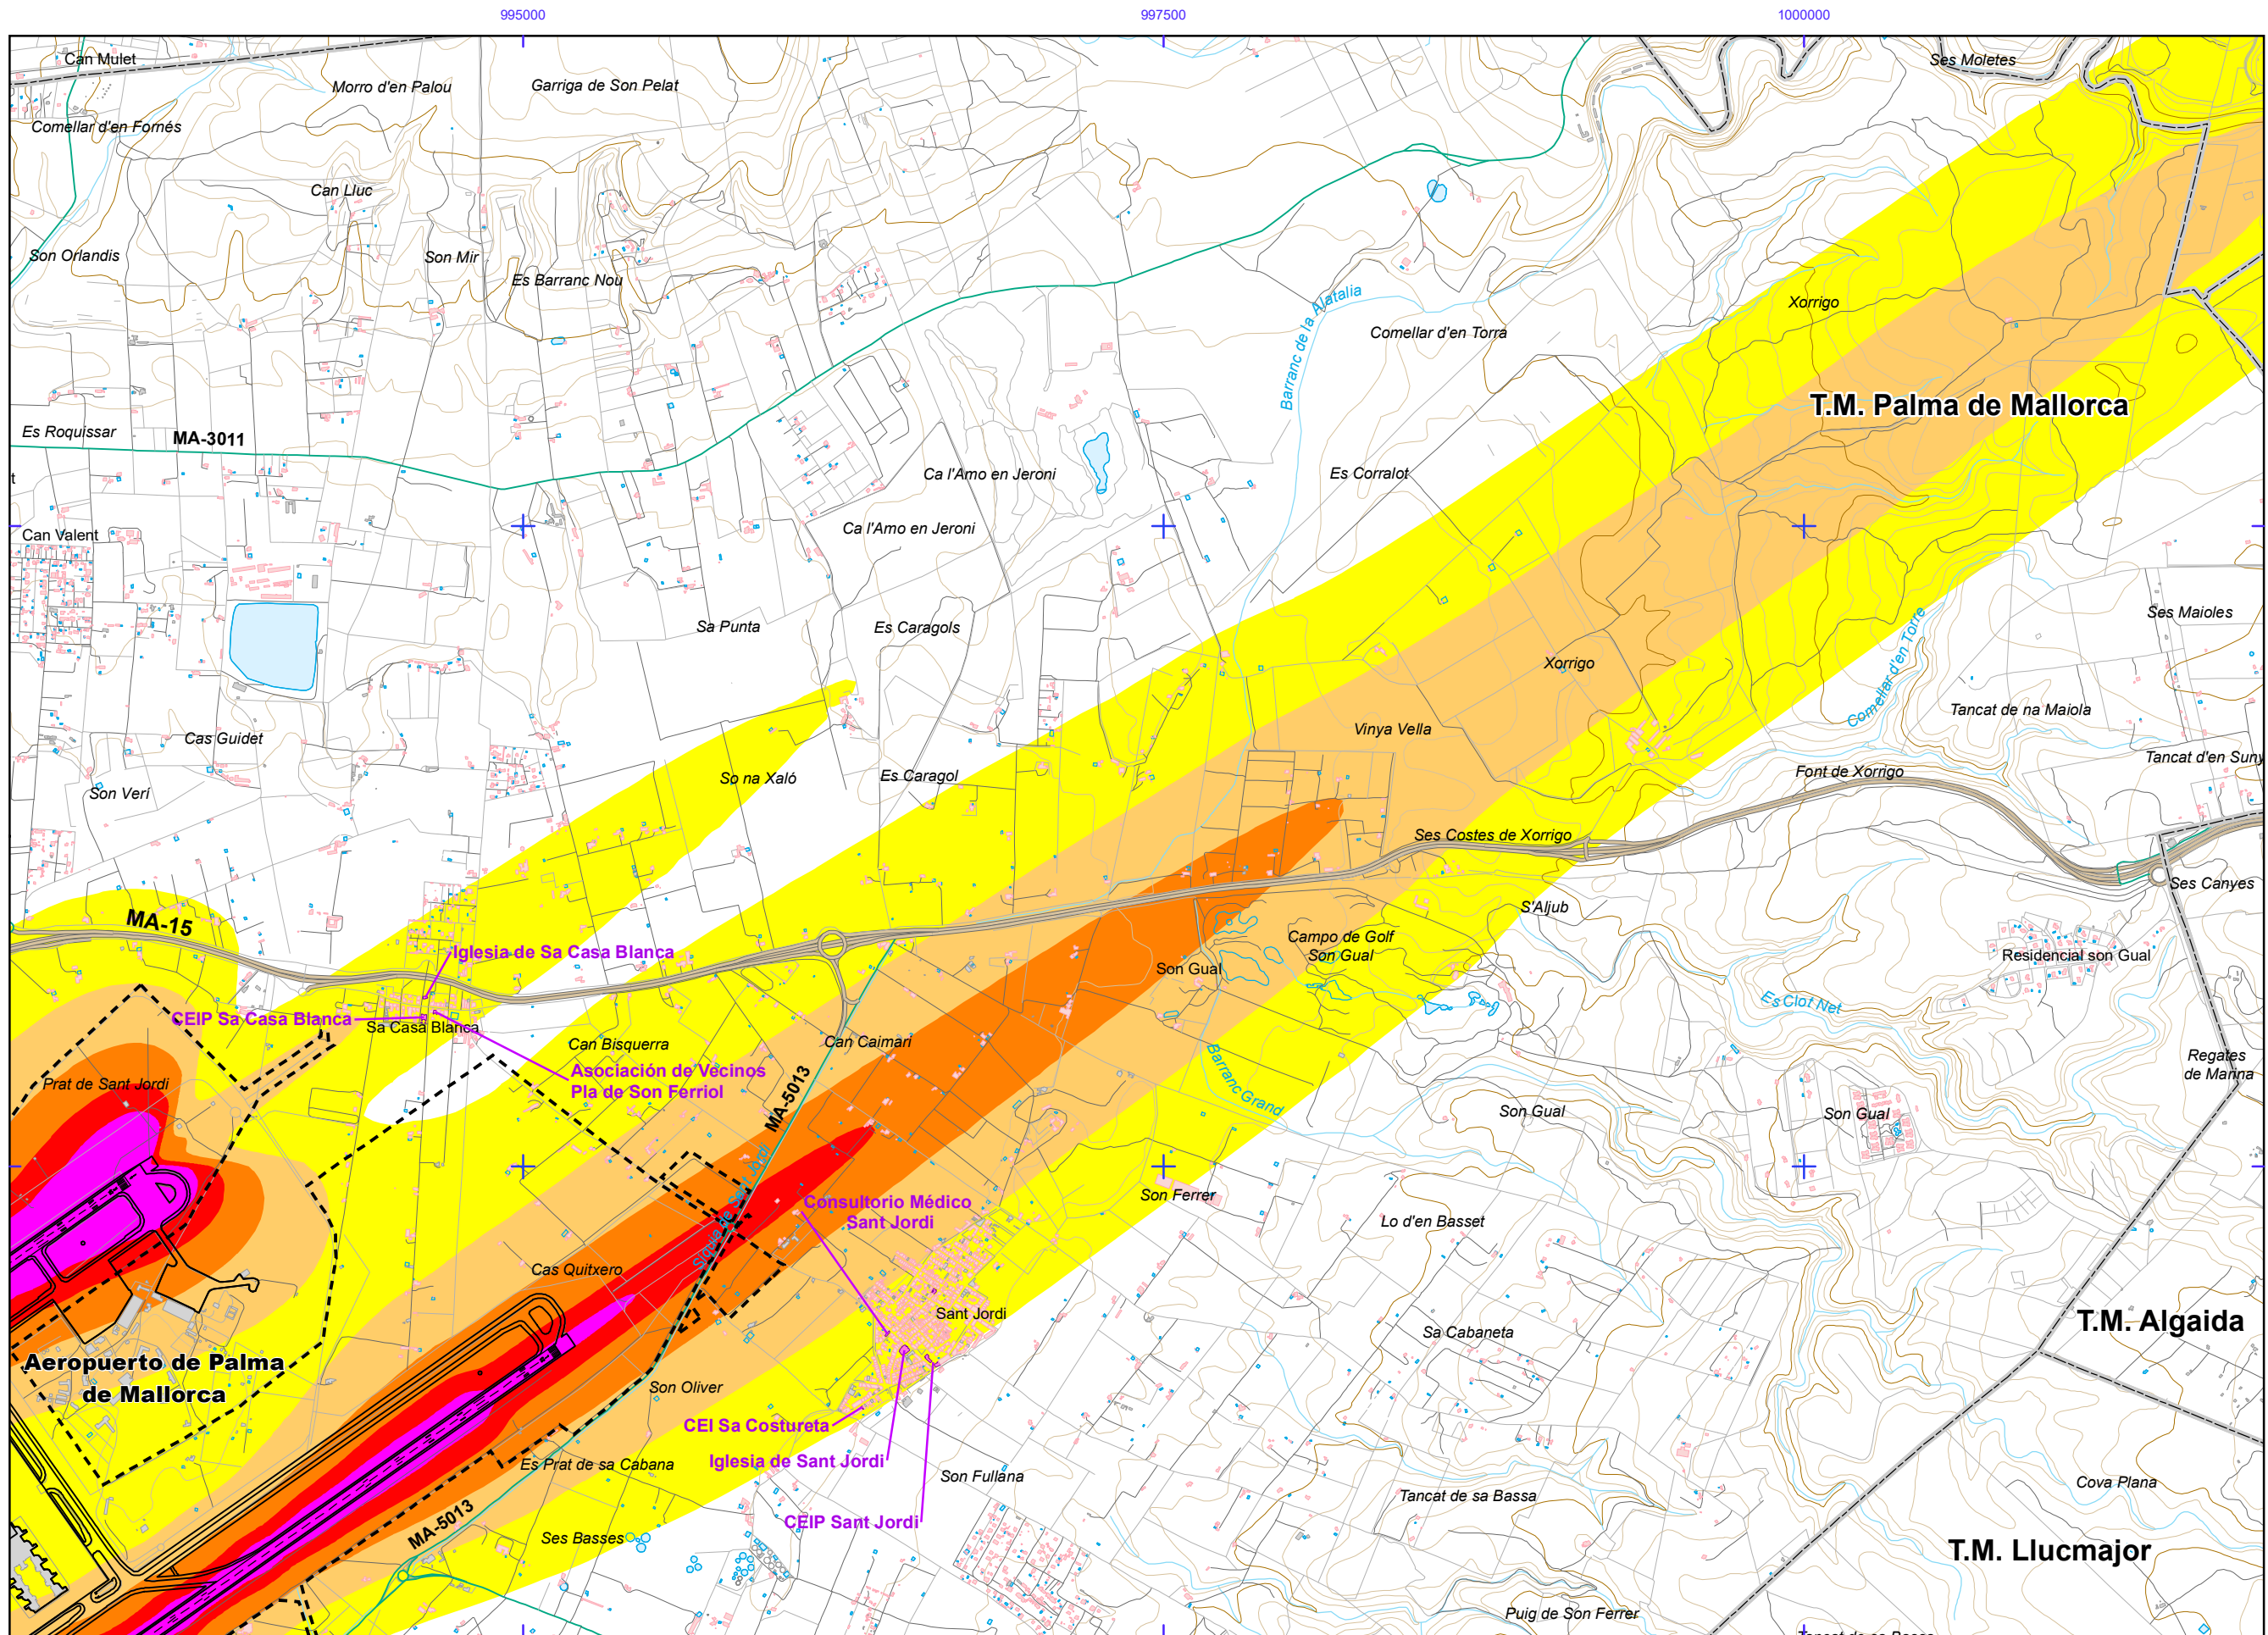 995000
997500
1000000
Can Mulet
Morro d'en Palou
Garriga de Son Pelat
Ses Moletes
Comellar d'en Fornés
Can Lluc
Son Orlandis
Son Mir
Es Barranc Nou
Barranc de la Alatalia
Xorrigo
Comellar d'en Torra
T.M. Palma de Mallorca
Es Roquissar
MA-3011
Ca l'Amo en Jeroni
Es Corralot
t
Can Valent
Ca l'Amo en Jeroni
Sa Punta
Es Caragols
Ses Maioles
Xorrigo
Comellar d'en Torre
Tancat de na Maiola
Cas Guidet
Vinya Vella
So na Xaló
Es Caragol
Font de Xorrigo
Tancat d'en Suny
Son Verí
Ses Costes de Xorrigo
Ses Canyes
MA-15
S'Aljub
Iglesia de Sa Casa Blanca
Campo de Golf
Son Gual
Son Gual
Residencial son Gual
CEIP Sa Casa Blanca
Sa Casa Blanca
Es Clot Net
Can Bisquerra
Can Caimari
Asociación de Vecinos
Pla de Son Ferriol
Prat de Sant Jordi
MA-5013
Barranc Grand
Regates
de Marina
Son Gual
Son Gual
Siquia de Sant Jordi
Consultorio Médico
Sant Jordi
Son Ferrer
Lo d'en Basset
Cas Quitxero
Sant Jordi
Sa Cabaneta
T.M. Algaida
Aeropuerto de Palma
de Mallorca
Son Oliver
CEI Sa Costureta
Iglesia de Sant Jordi
Es Prat de sa Cabana
Son Fullana
Tancat de sa Bassa
Cova Plana
CEIP Sant Jordi
MA-5013
Ses Basses
T.M. Llucmajor
Puig de Son Ferrer
Tancat de sa Bassa